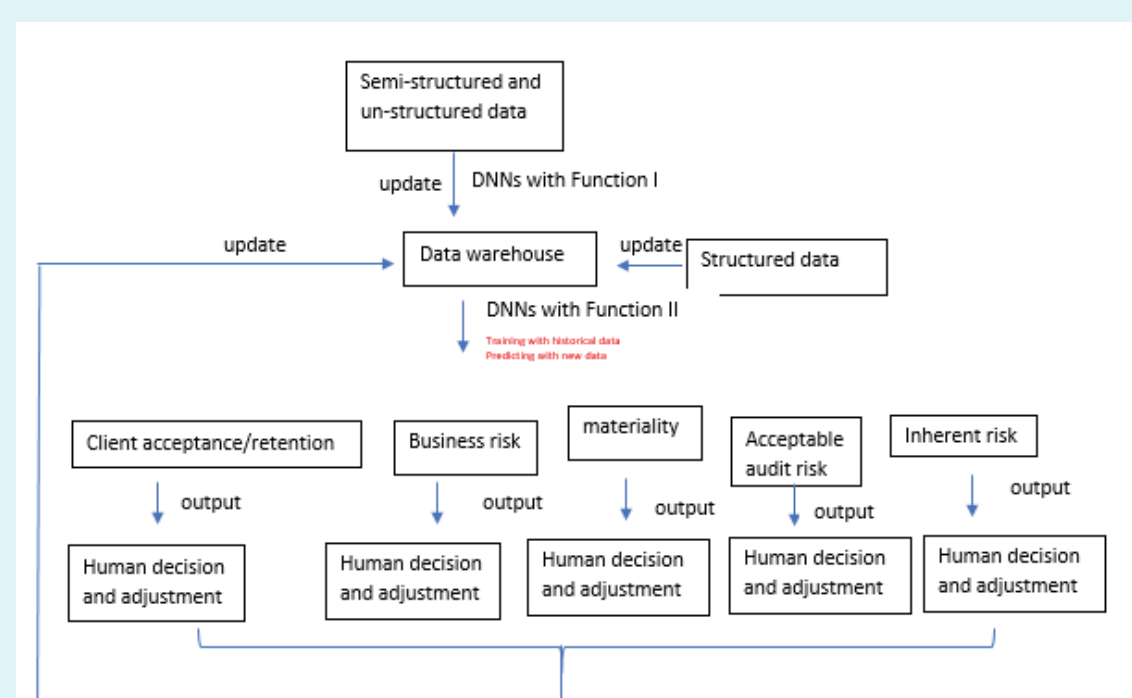 Semi-structured and
un-structured data
update
DNNs with Function I
update
Data warehouse
update
Structured data
DNNs with Function II
Training with historical data
Predicting with new data
Client acceptance/retention
Business risk
materiality
Acceptable
audit risk
Inherent risk
output
output
output
output
output
Human decision
and adjustment
Human decision
and adjustment
Human decision
and adjustment
Human decision
and adjustment
Human decision
and adjustment